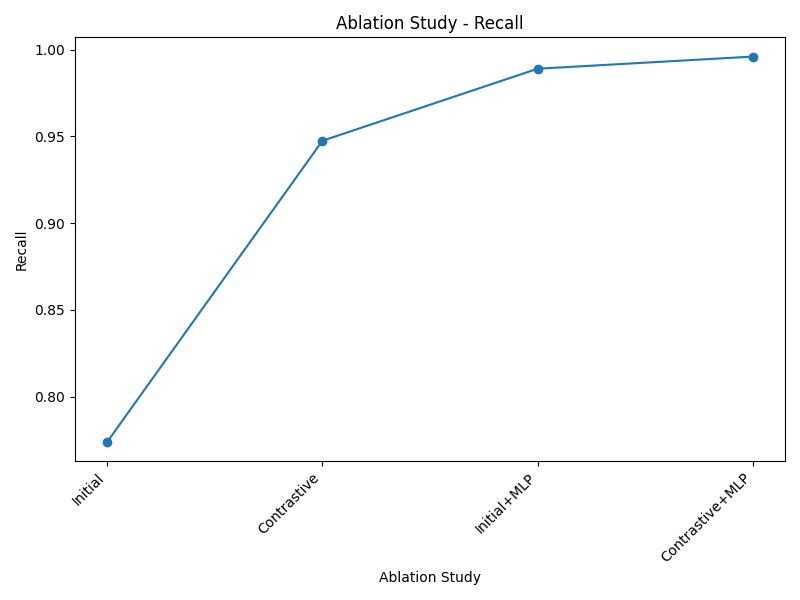 Ablation Study - Recall
1.00
0.95
0.90
0.85
0.80
Recall
Initial
Contrastive
Initial+MLP
Contrastive+MLP
Ablation Study